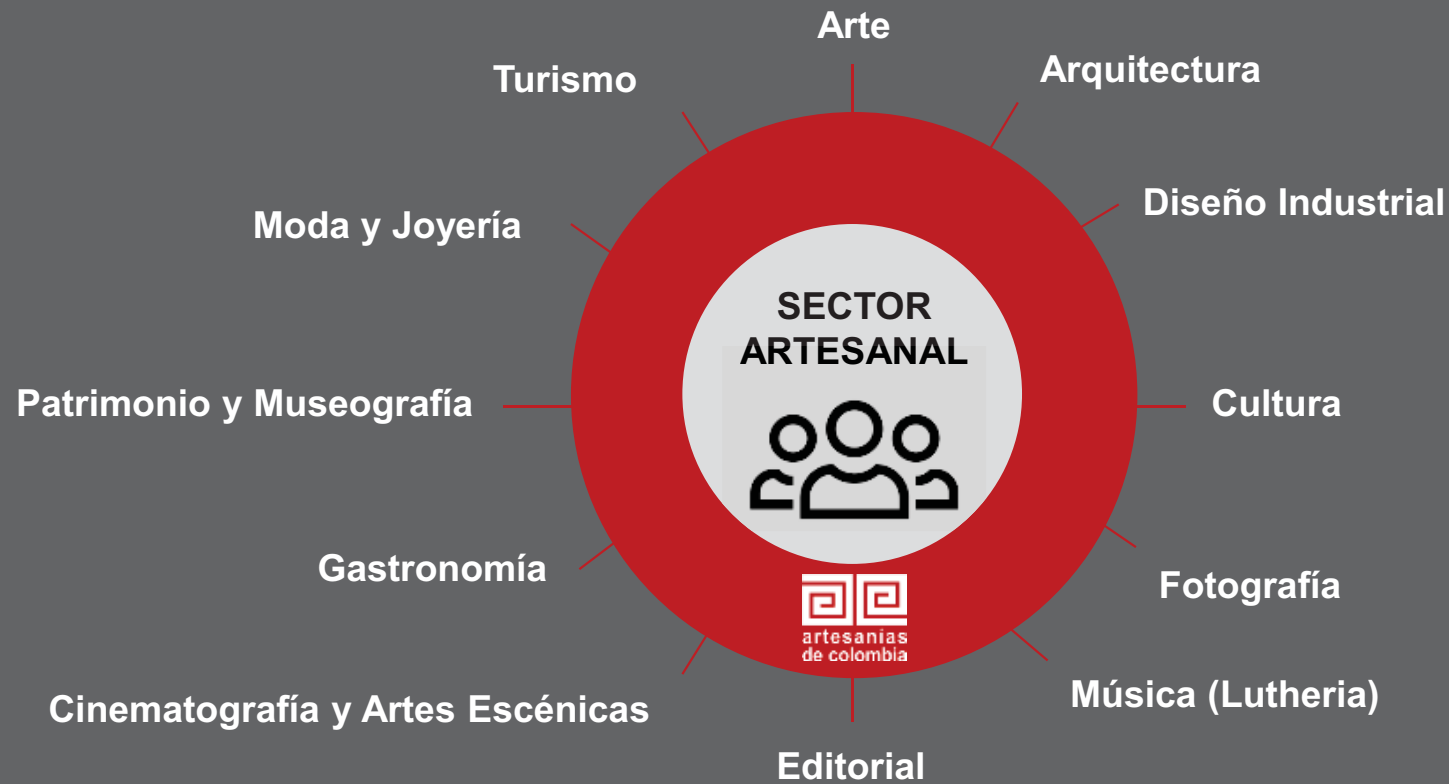 Arte
Turismo
Arquitectura
Moda y Joyería
Diseño Industrial
SECTOR
ARTESANAL
Patrimonio y Museografía
Cultura
Gastronomía
Fotografía
artesanías
de colombia
Cinematografía y Artes Escénicas
Música (Lutheria)
Editorial